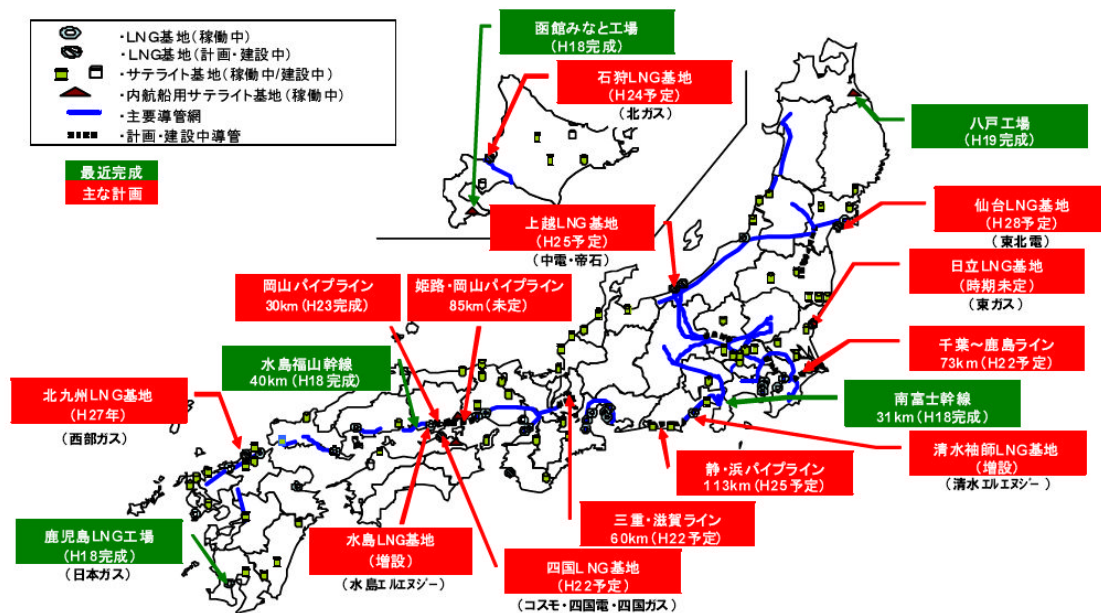 ・LNG基地(稼働中)
・LNG基地(計画・建設中)
・サテライト基地(稼働中/建設中)
・内航船用サテライト基地(稼働中)
・主要導管網
・計画・建設中導管
最近完成
主な計画
函館みなと工場
(H18完成)
石狩LNG基地
(H24予定)
(北ガス)
八戸工場
(H19完成)
上越LNG基地
(H25予定)
(中電・帝石)
仙台LNG基地
(H28予定)
(東北電)
日立LNG基地
(時期未定)
(東ガス)
岡山パイプライン
30km(H23完成)
姫路・岡山パイプライン
85km(未定)
水島福山幹線
40km(H18完成)
千葉～鹿島ライン
73km(H22予定)
北九州LNG基地
(H27年)
(西部ガス)
南富士幹線
31km(H18完成)
清水袖師LNG基地
(増設)
(清水エルエヌジー)
静・浜パイプライン
113km(H25予定)
三重・滋賀ライン
60km(H22予定)
鹿児島LNG工場
(H18完成)
(日本ガス)
水島LNG基地
(増設)
(水島エルエヌジー)
四国LNG基地
(H22予定)
(コスモ・四国電・四国ガス)